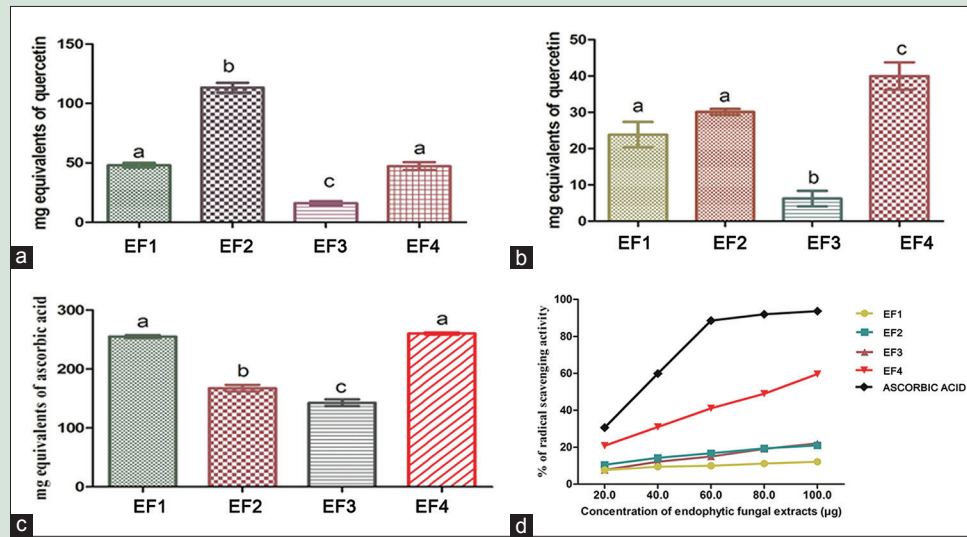 mg equivalents of quercetin
150
100
50
0
a
b
c
a
EF1 EF2 EF3 EF4
a
mg equivalents of quercetin
50
40
30
20
10
0
a
a
b
c
EF1 EF2 EF3 EF4
b
mg equivalents of ascorbic acid
300
200
100
0
a
b
c
a
EF1 EF2 EF3 EF4
c
% of radical scavenging activity
100
80
60
40
20
0
20.0 40.0 60.0 80.0 100.0
Concentration of endophytic fungal extracts (µg)
EF1
EF2
EF3
EF4
ASCORBIC ACID
d